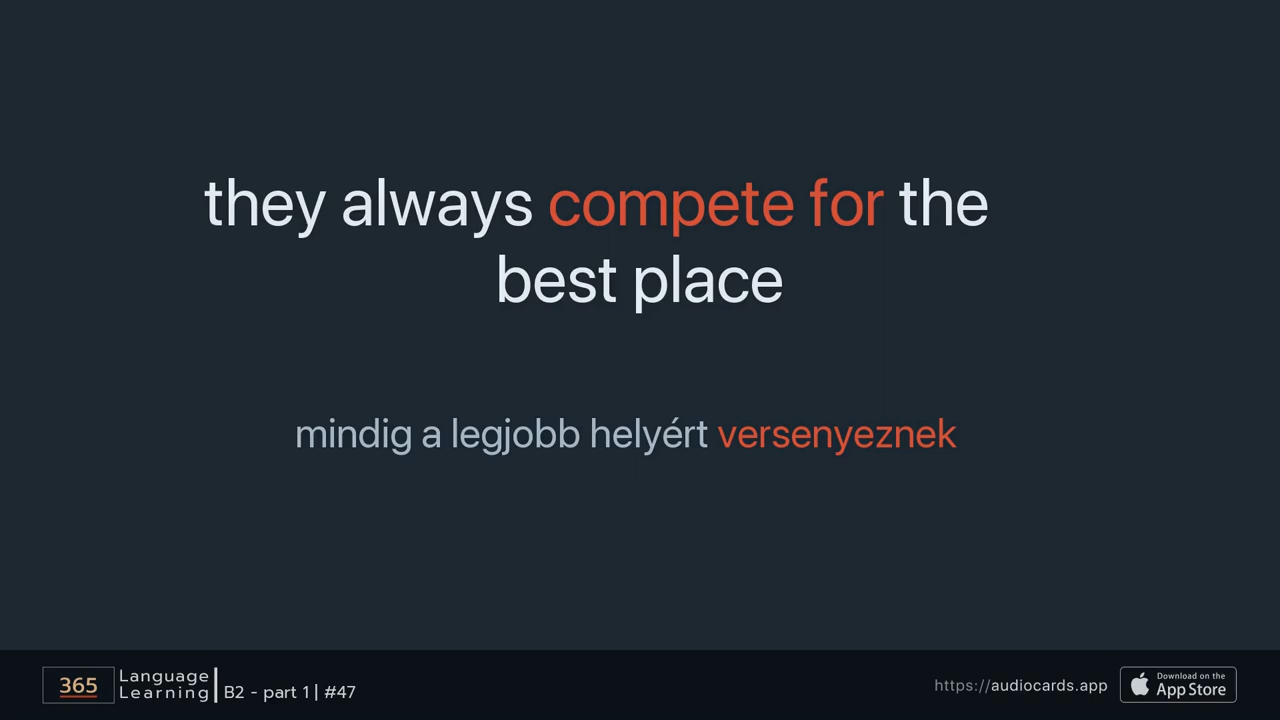 they always compete for the
best place
mindig a legjobb helyért versenyeznek
365
Language
Learning
B2 - part 1 | #47
https://audiocards.app
Download on the
App Store